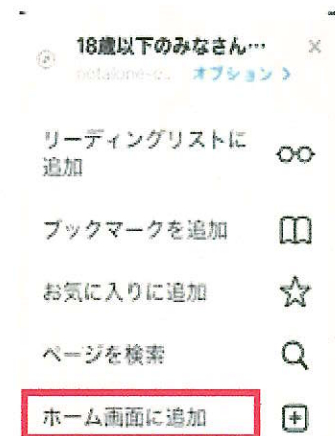 18歳以下のみなさん…
オプション >
リーディングリストに
追加
ブックマークを追加
お気に入りに追加
ページを検索
ホーム画面に追加